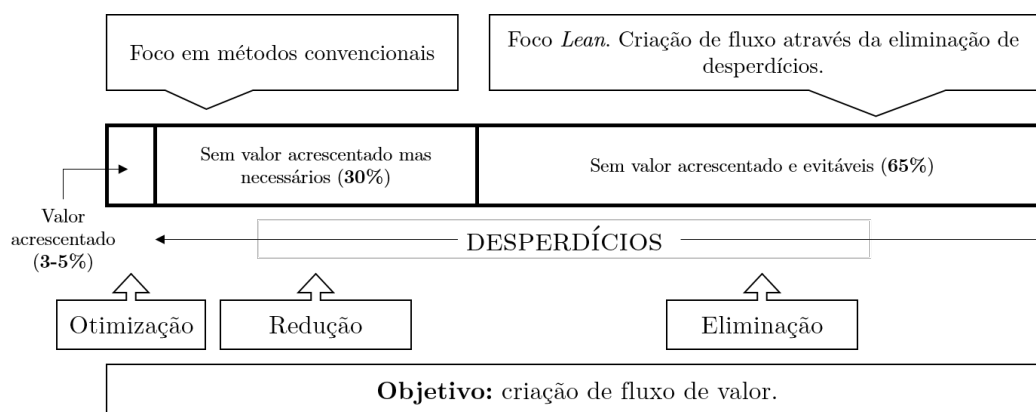 Foco em métodos convencionais
Foco Lean. Criação de fluxo através da eliminação de
desperdícios.
Sem valor acrescentado mas
necessários (30%)
Sem valor acrescentado e evitáveis (65%)
Valor
acrescentado
(3-5%)
DESPERDÍCIOS
Otimização
Redução
Eliminação
Objetivo: criação de fluxo de valor.